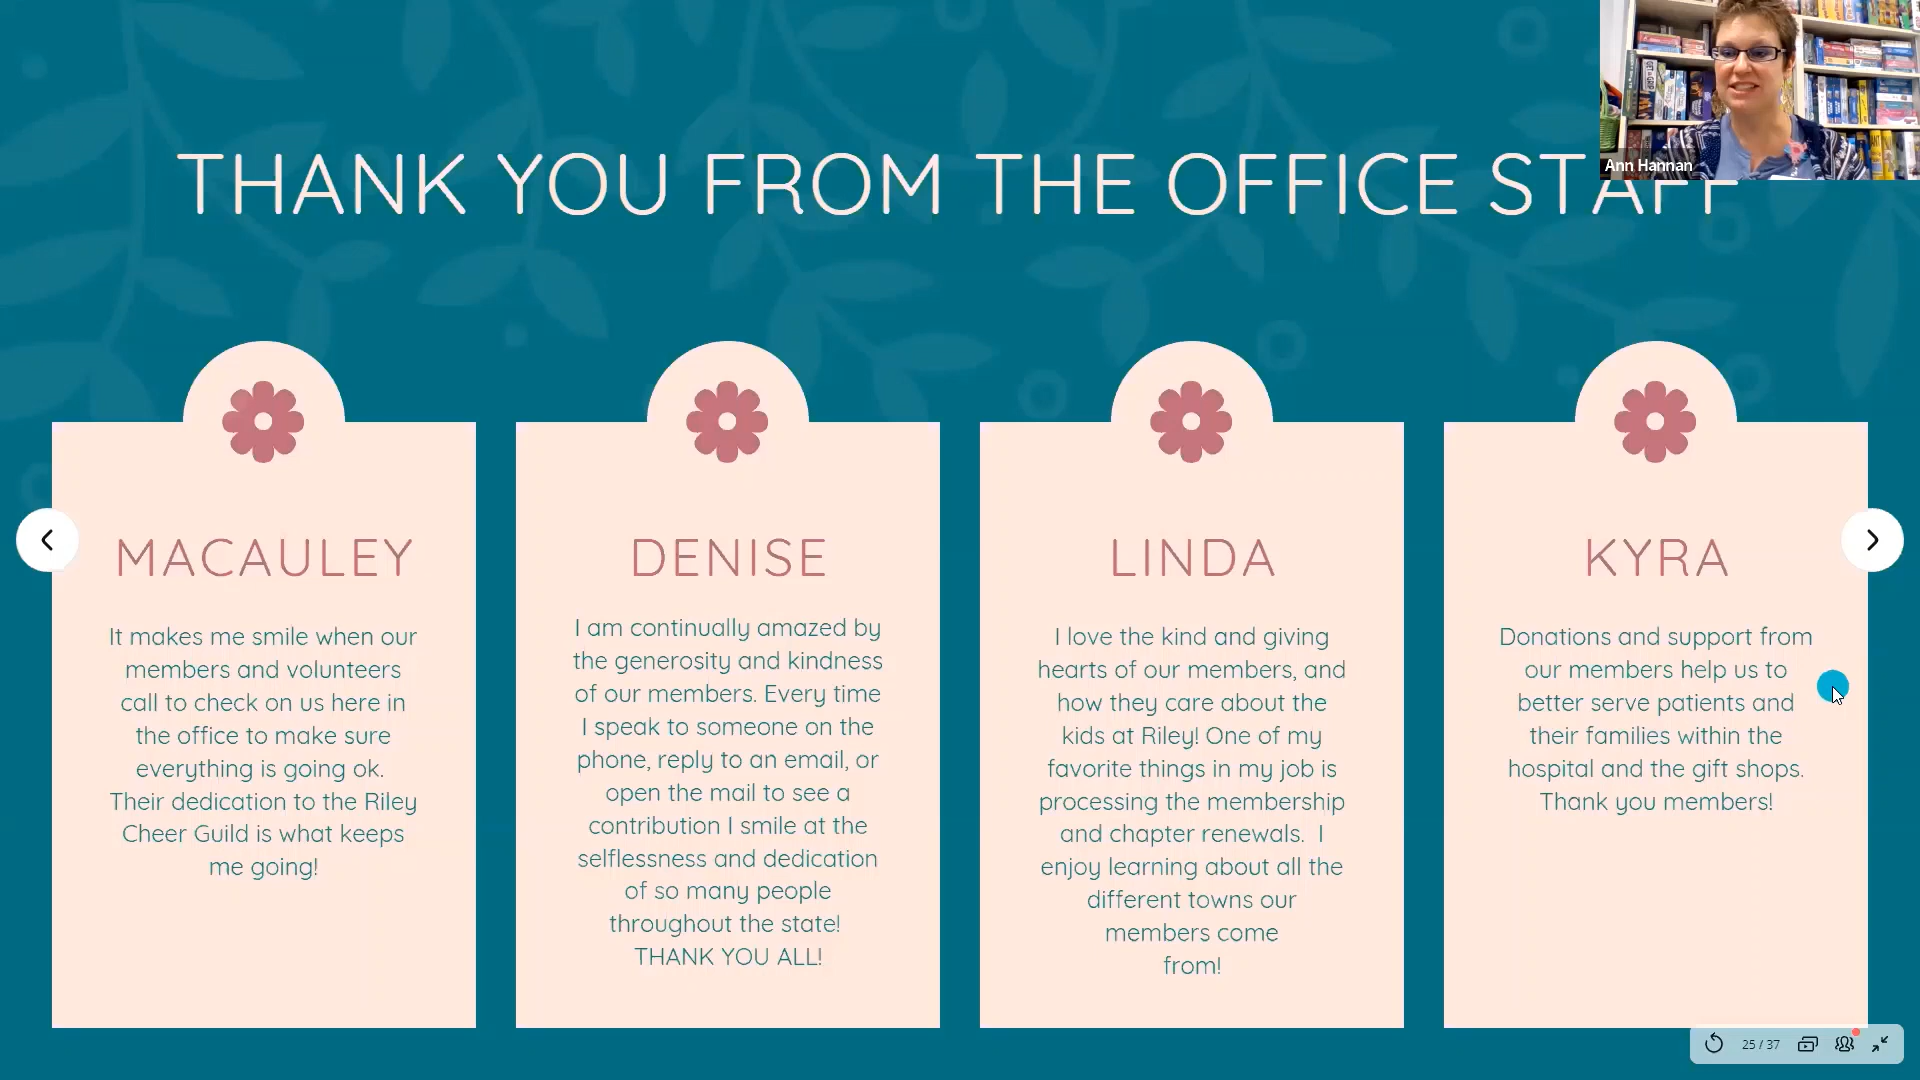 THANK YOU FROM THE OFFICE STAFF
Ann Hannan
MACAULEY
It makes me smile when our
members and volunteers
call to check on us here in
the office to make sure
everything is going ok.
Their dedication to the Riley
Cheer Guild is what keeps
me going!
DENISE
I am continually amazed by
the generosity and kindness
of our members. Every time
I speak to someone on the
phone, reply to an email, or
open the mail to see a
contribution I smile at the
selflessness and dedication
of so many people
throughout the state!
THANK YOU ALL!
LINDA
I love the kind and giving
hearts of our members, and
how they care about the
kids at Riley! One of my
favorite things in my job is
processing the membership
and chapter renewals. I
enjoy learning about all the
different towns our
members come
from!
KYRA
Donations and support from
our members help us to
better serve patients and
their families within the
hospital and the gift shops.
Thank you members!
25 / 37